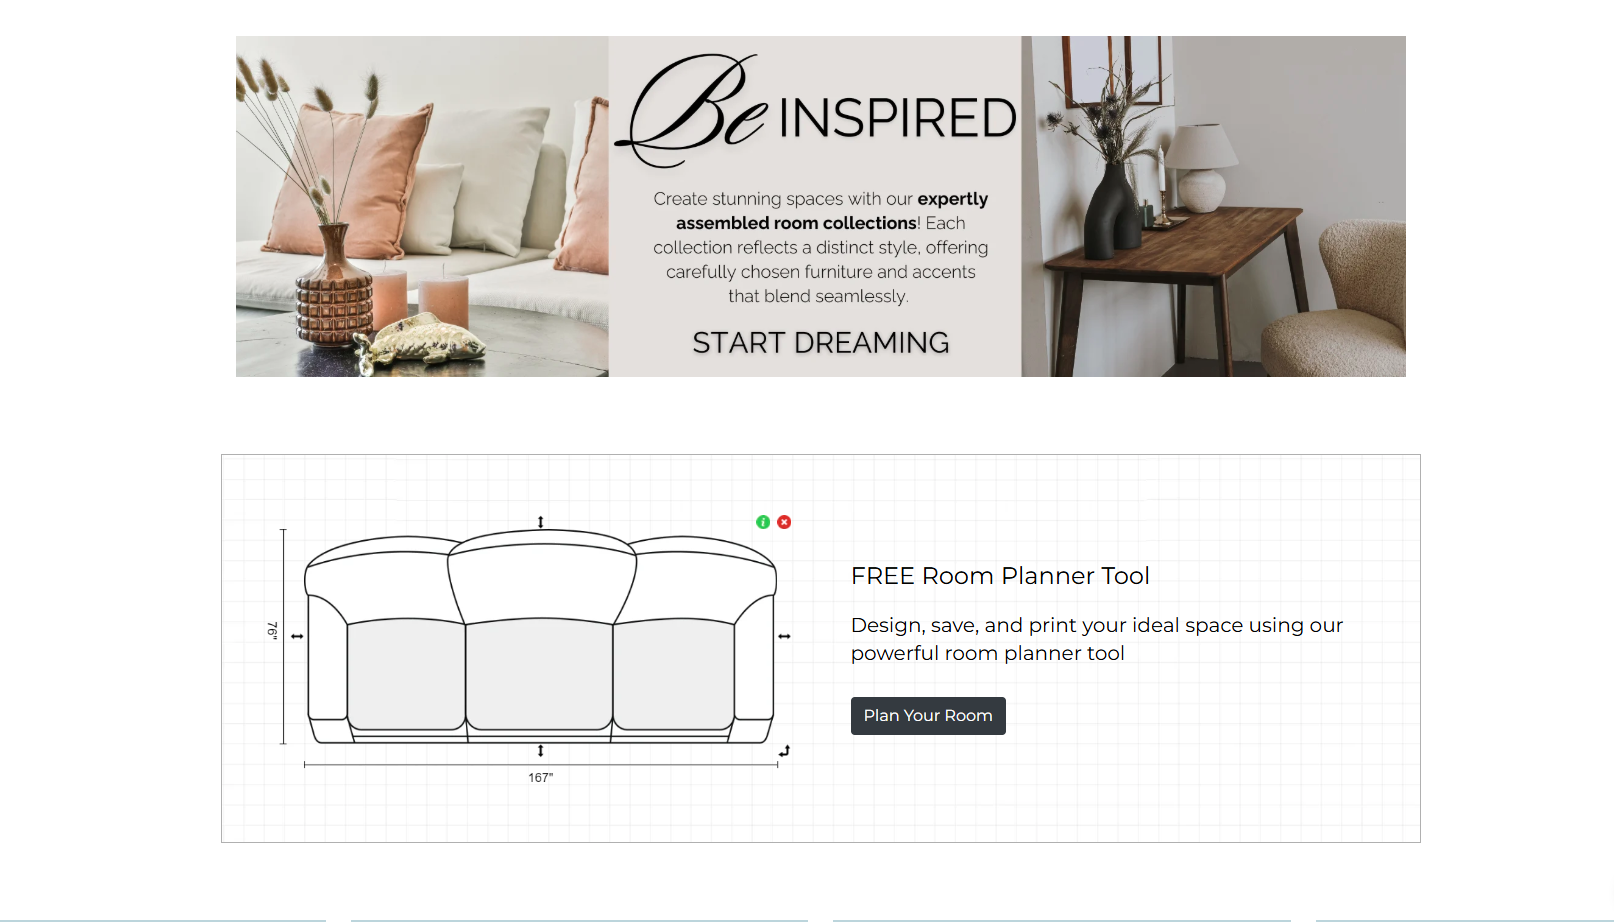 Be INSPIRED
Create stunning spaces with our expertly
assembled room collections! Each
collection reflects a distinct style, offering
carefully chosen furniture and accents
that blend seamlessly.
START DREAMING
76"
167"
FREE Room Planner Tool
Design, save, and print your ideal space using our
powerful room planner tool
Plan Your Room